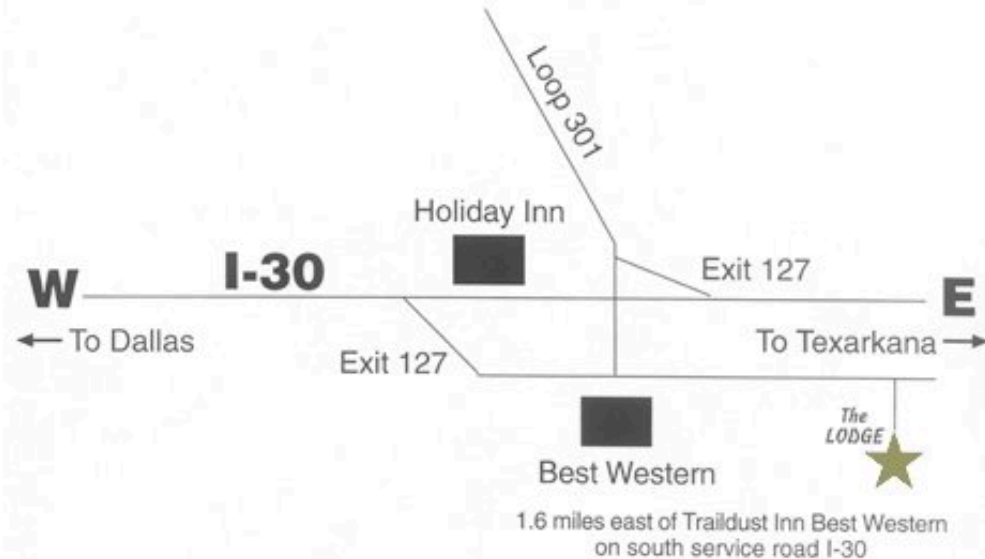 Loop 301
Holiday Inn
I-30
Exit 127
W
E
← To Dallas
To Texarkana →
Exit 127
The
LODGE
Best Western
1.6 miles east of Traildust Inn Best Western
on south service road I-30